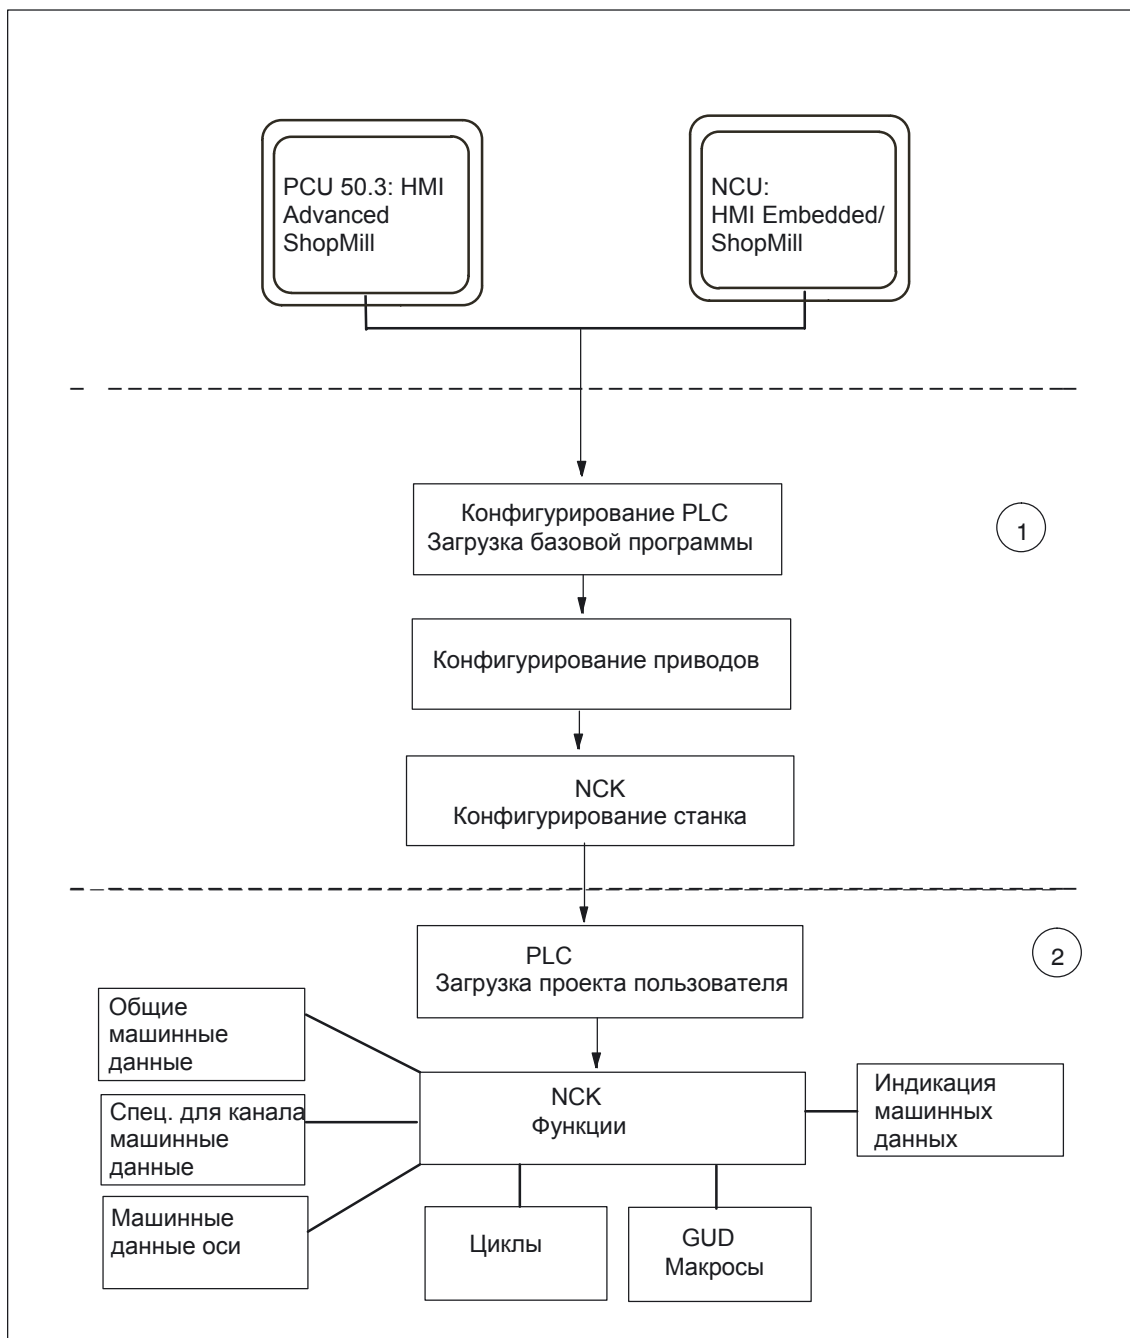 PCU 50.3: HMI
Advanced
ShopMill
NCU:
HMI Embedded/
ShopMill
Конфигурирование PLC
Загрузка базовой программы
1
Конфигурирование приводов
NCK
Конфигурирование станка
PLC
Загрузка проекта пользователя
2
Общие
машинные
данные
NCK
Функции
Индикация
машинных
данных
Спец. для канала
машинные
данные
Машинные
данные оси
Циклы
GUD
Макросы